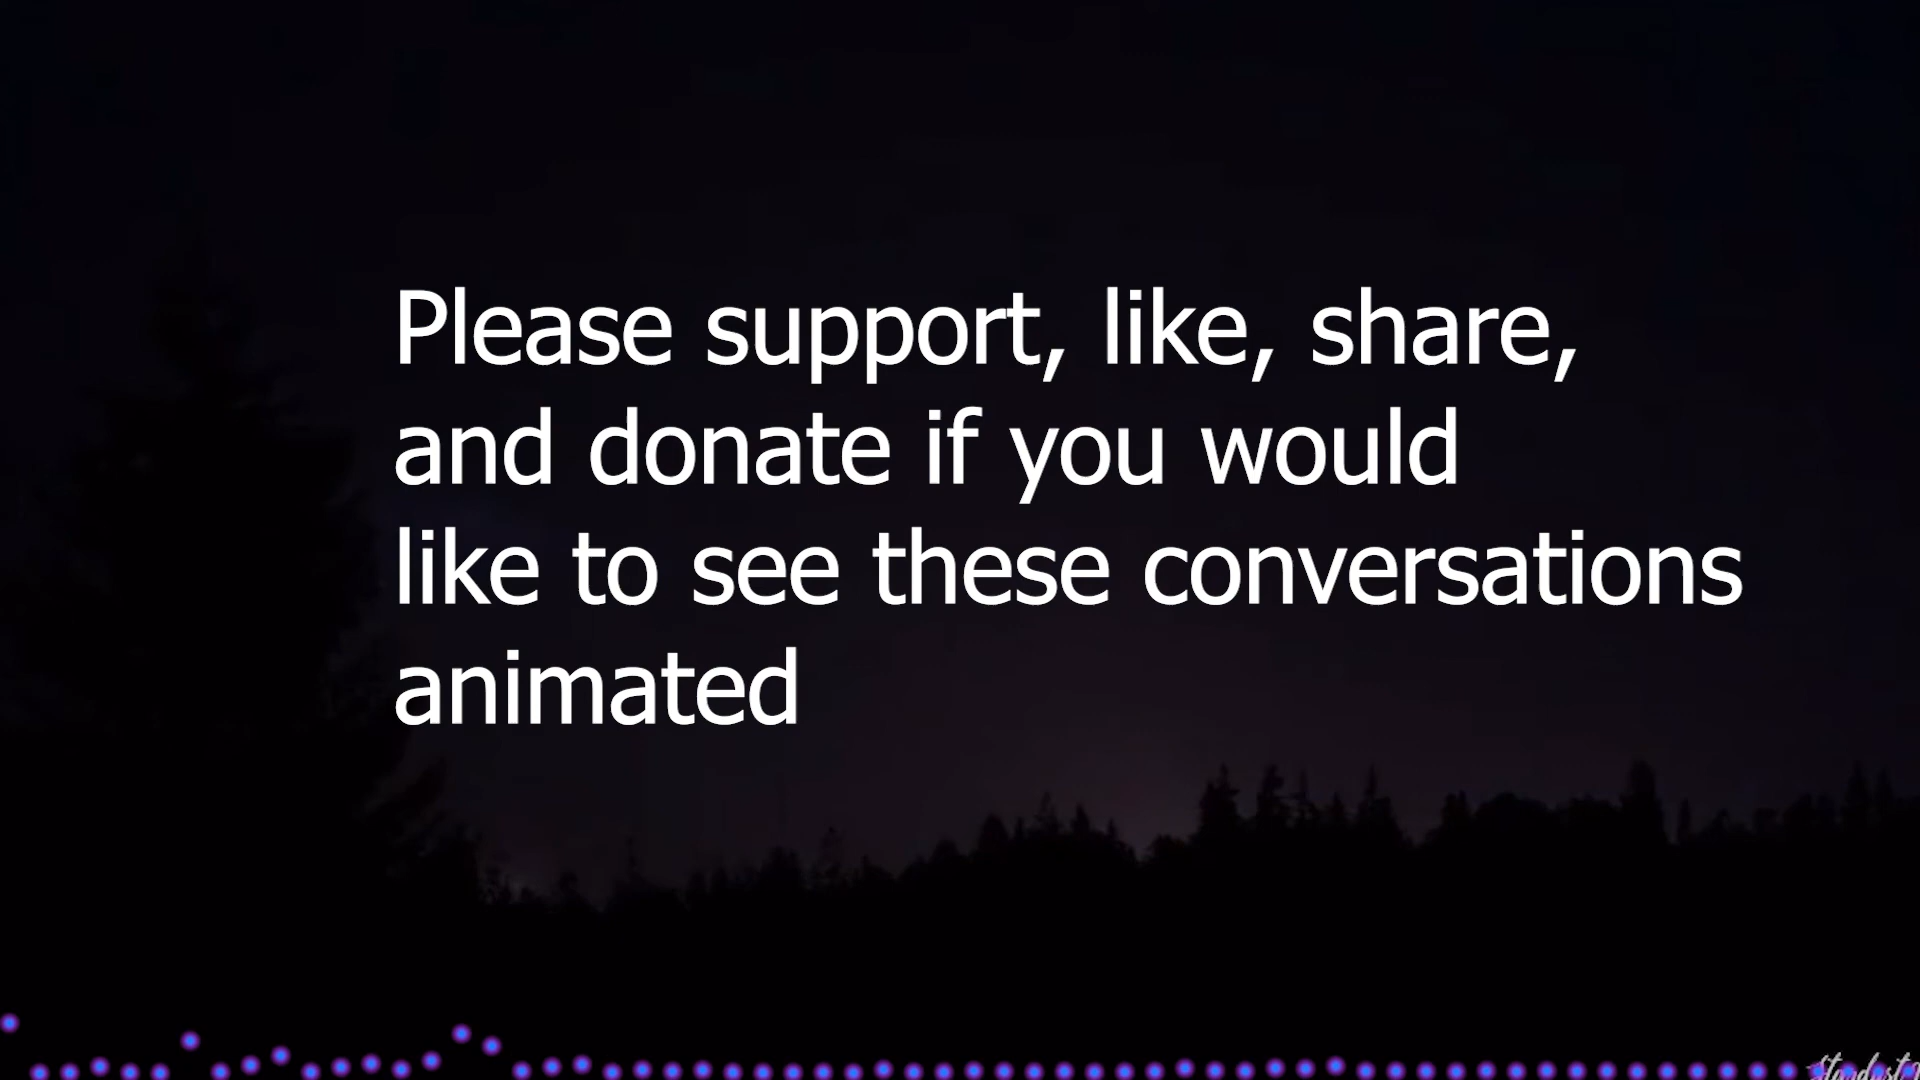 Please support, like, share,
and donate if you would
like to see these conversations
animated